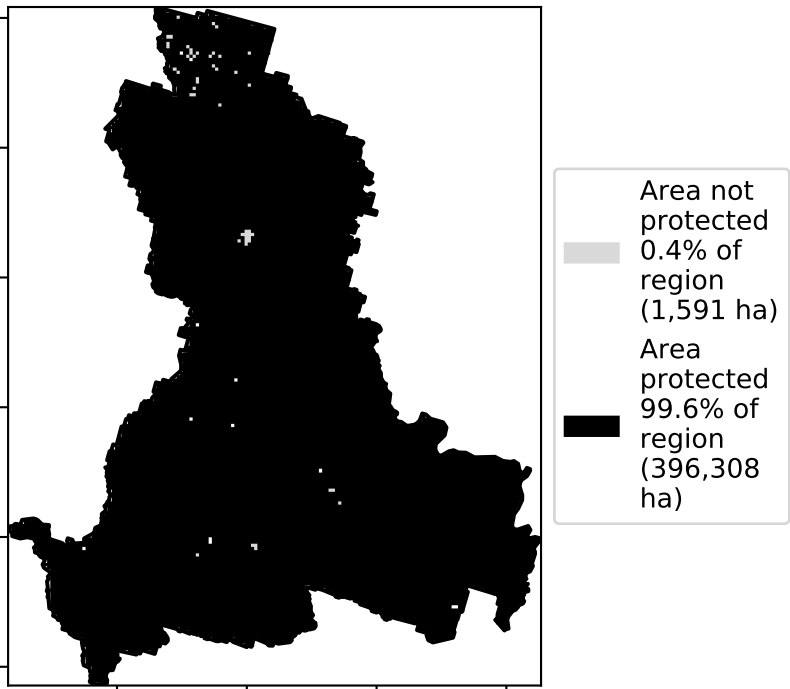 Area not
protected
0.4% of
region
(1,591 ha)
Area
protected
99.6% of
region
(396,308
ha)